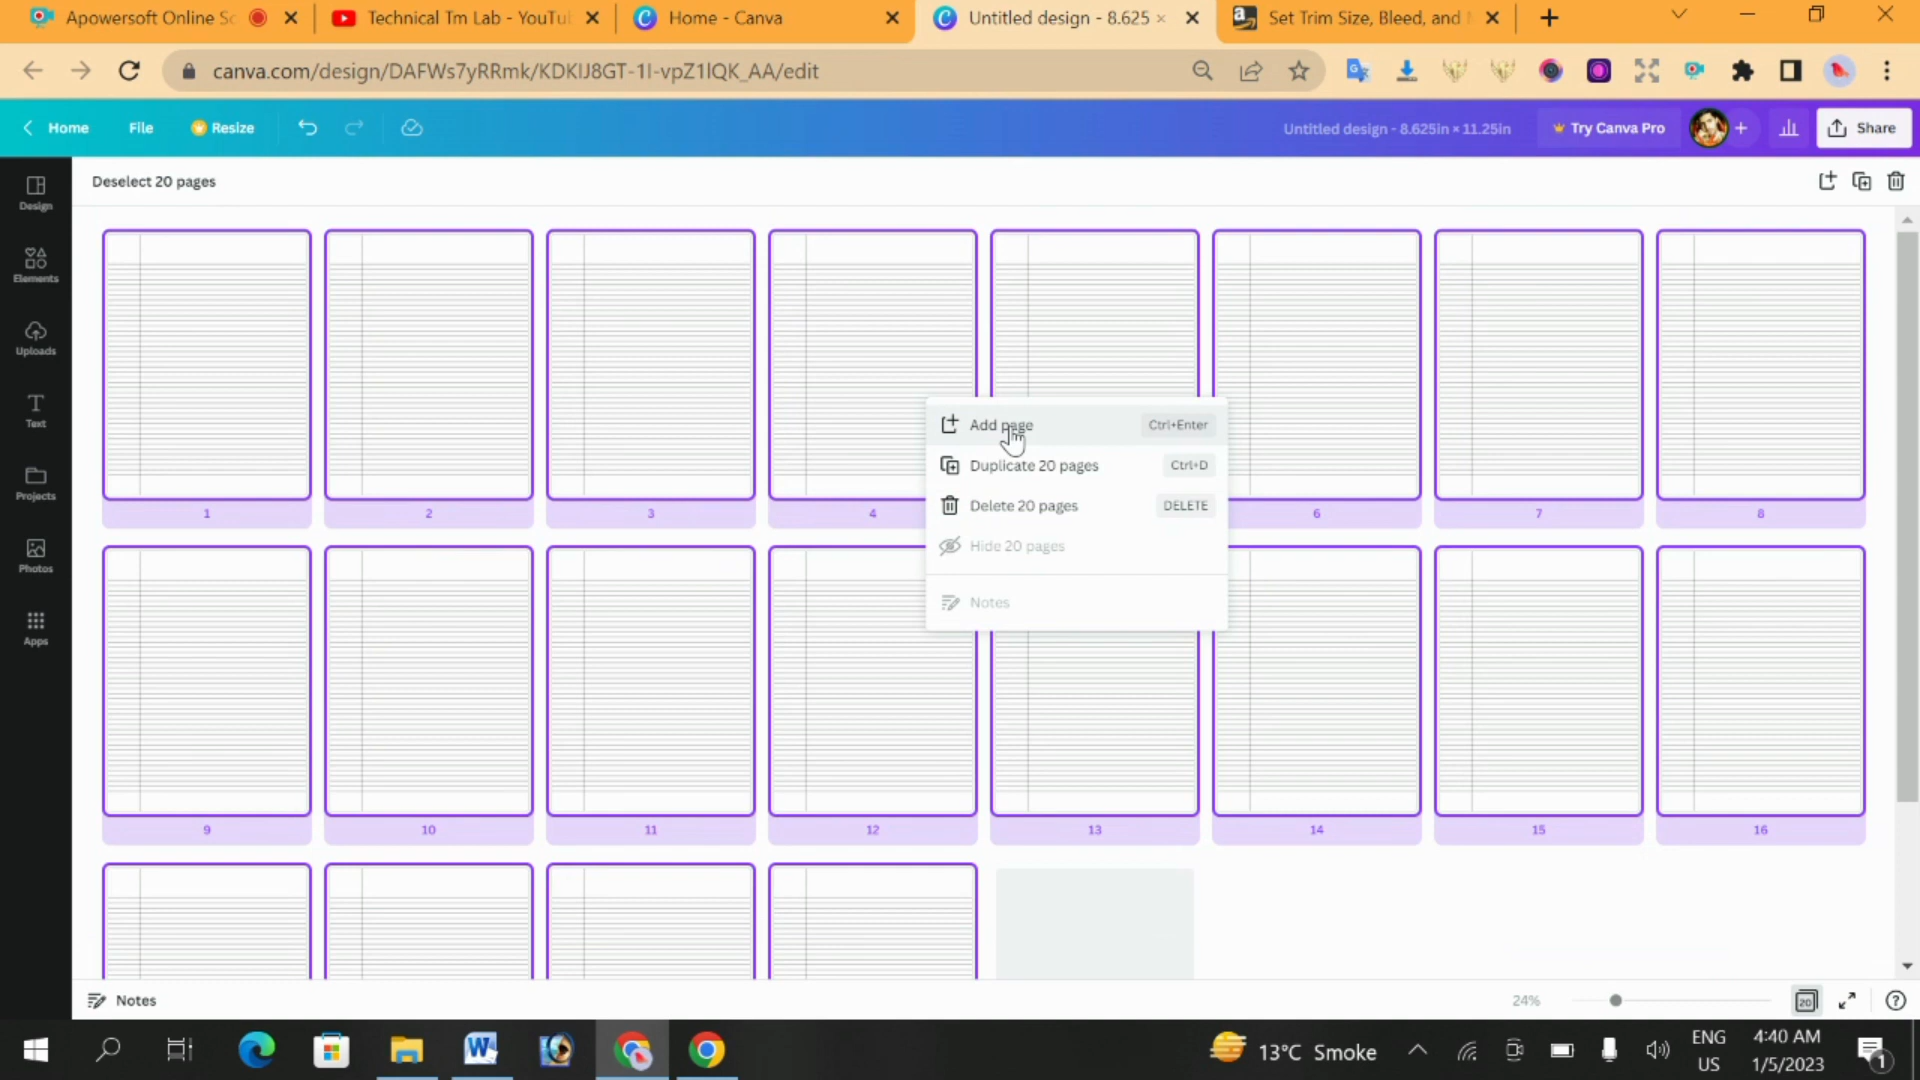 Apowersoft Online Sc
Technical Tm Lab - YouTu
Home - Canva
Untitled design - 8.625
Set Trim Size, Bleed, and
canva.com/design/DAFWs7yRRmk/KDKIJ8GT-1I-vpZ1IQK_AA/edit
Home
File
Resize
Untitled design - 8.625in × 11.25in
Try Canva Pro
Share
Deselect 20 pages
Design
Elements
Uploads
Text
Projects
Photos
Apps
Add page Ctrl+Enter
Duplicate 20 pages Ctrl+D
Delete 20 pages DELETE
Hide 20 pages
Notes
1 2 3 4 6 7 8
9 10 11 12 13 14 15 16
Notes
24%
20
13°C Smoke
ENG
US
4:40 AM
1/5/2023
1